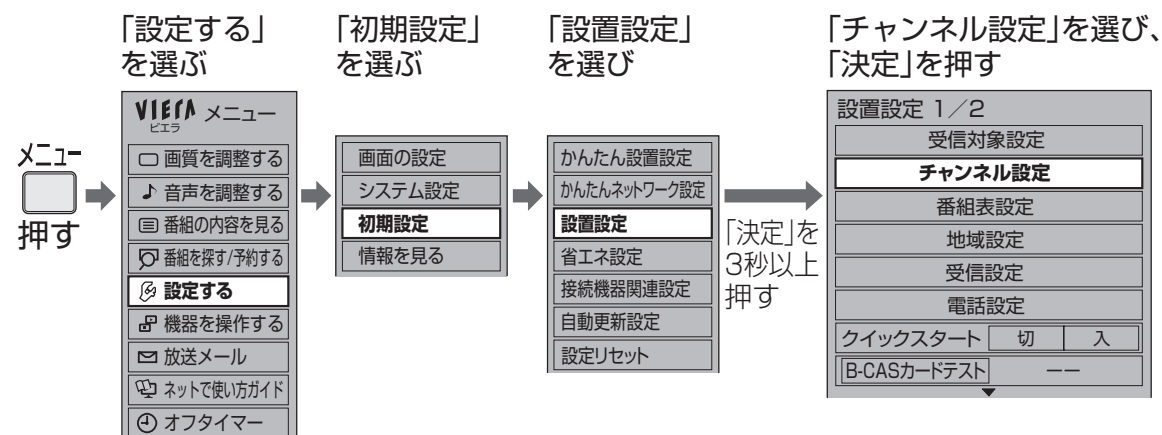 「設定する」
を選ぶ
「初期設定」
を選ぶ
「設置設定」
を選び
「チャンネル設定」を選び、
「決定」を押す
メニュー
押す
VIERA メニュー
ビエラ
画質を調整する
音声を調整する
番組の内容を見る
番組を探す/予約する
設定する
機器を操作する
放送メール
ネットで使い方ガイド
オフタイマー
画面の設定
システム設定
初期設定
情報を見る
かんたん設置設定
かんたんネットワーク設定
設置設定
省エネ設定
接続機器関連設定
自動更新設定
設定リセット
「決定」を
3秒以上
押す
設置設定 1／2
受信対象設定
チャンネル設定
番組表設定
地域設定
受信設定
電話設定
クイックスタート 切 入
B-CASカードテスト −−